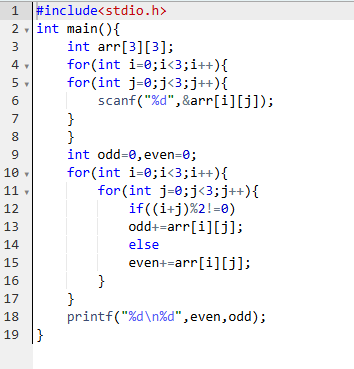 1 #include<stdio.h>
2 int main(){
3     int arr[3][3];
4     for(int i=0;i<3;i++){
5     for(int j=0;j<3;j++){
6         scanf("%d",&arr[i][j]);
7     }
8     }
9     int odd=0,even=0;
10     for(int i=0;i<3;i++){
11         for(int j=0;j<3;j++){
12             if((i+j)%2!=0)
13             odd+=arr[i][j];
14             else
15             even+=arr[i][j];
16         }
17     }
18     printf("%d\n%d",even,odd);
19 }